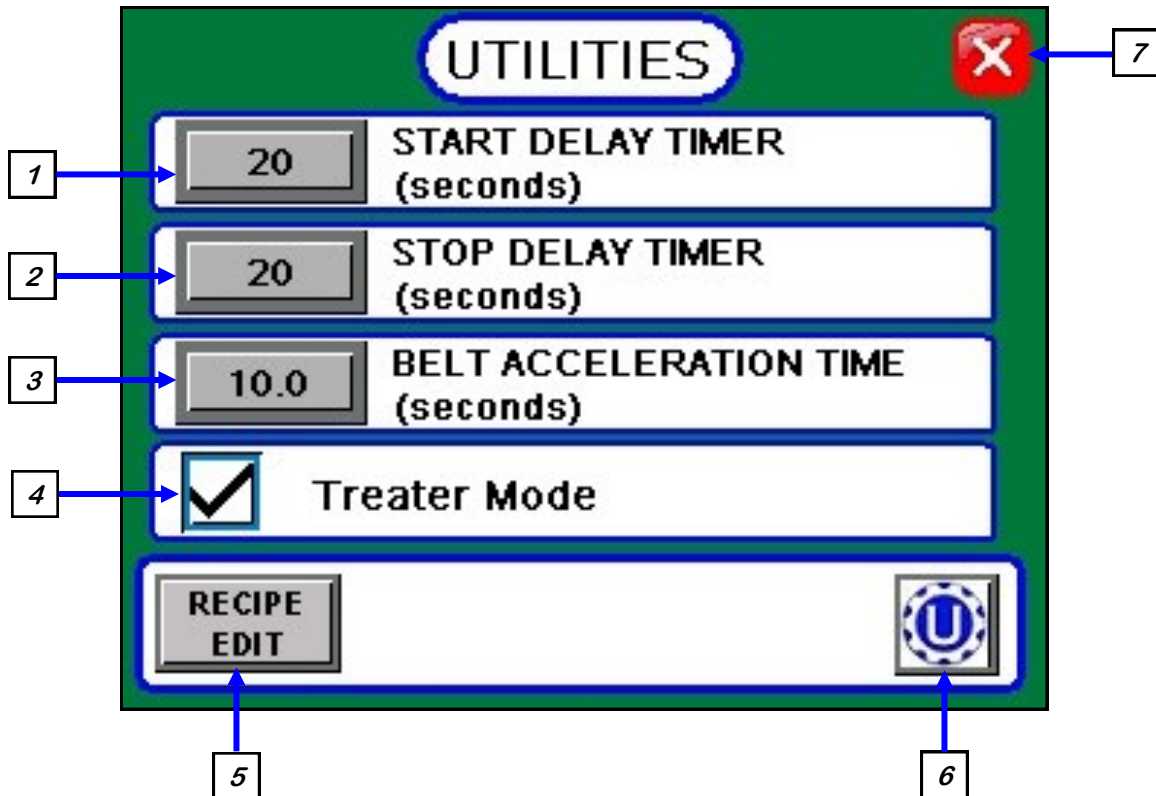 UTILITIES
7
1
20
START DELAY TIMER
(seconds)
2
20
STOP DELAY TIMER
(seconds)
3
10.0
BELT ACCELERATION TIME
(seconds)
4
Treater Mode
RECIPE
EDIT
U
5
6